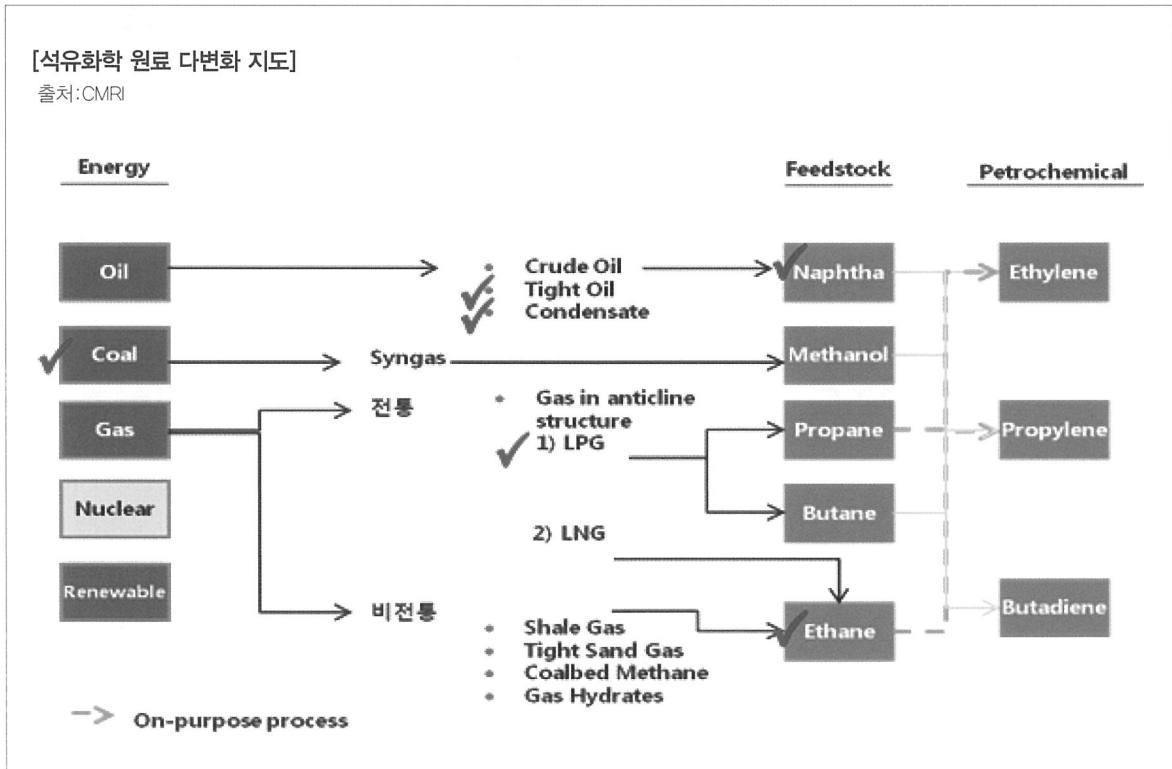 [석유화학 원료 다변화 지도]
출처:CMRI
Energy
Feedstock
Petrochemical
Oil
Crude Oil
Tight Oil
Condensate
Naphtha
Ethylene
Coal
Syngas
Methanol
Gas
전통
Gas in anticline
structure
1) LPG
Propane
Propylene
Nuclear
Butane
2) LNG
Renewable
비전통
Shale Gas
Tight Sand Gas
Coalbed Methane
Gas Hydrates
Ethane
Butadiene
On-purpose process